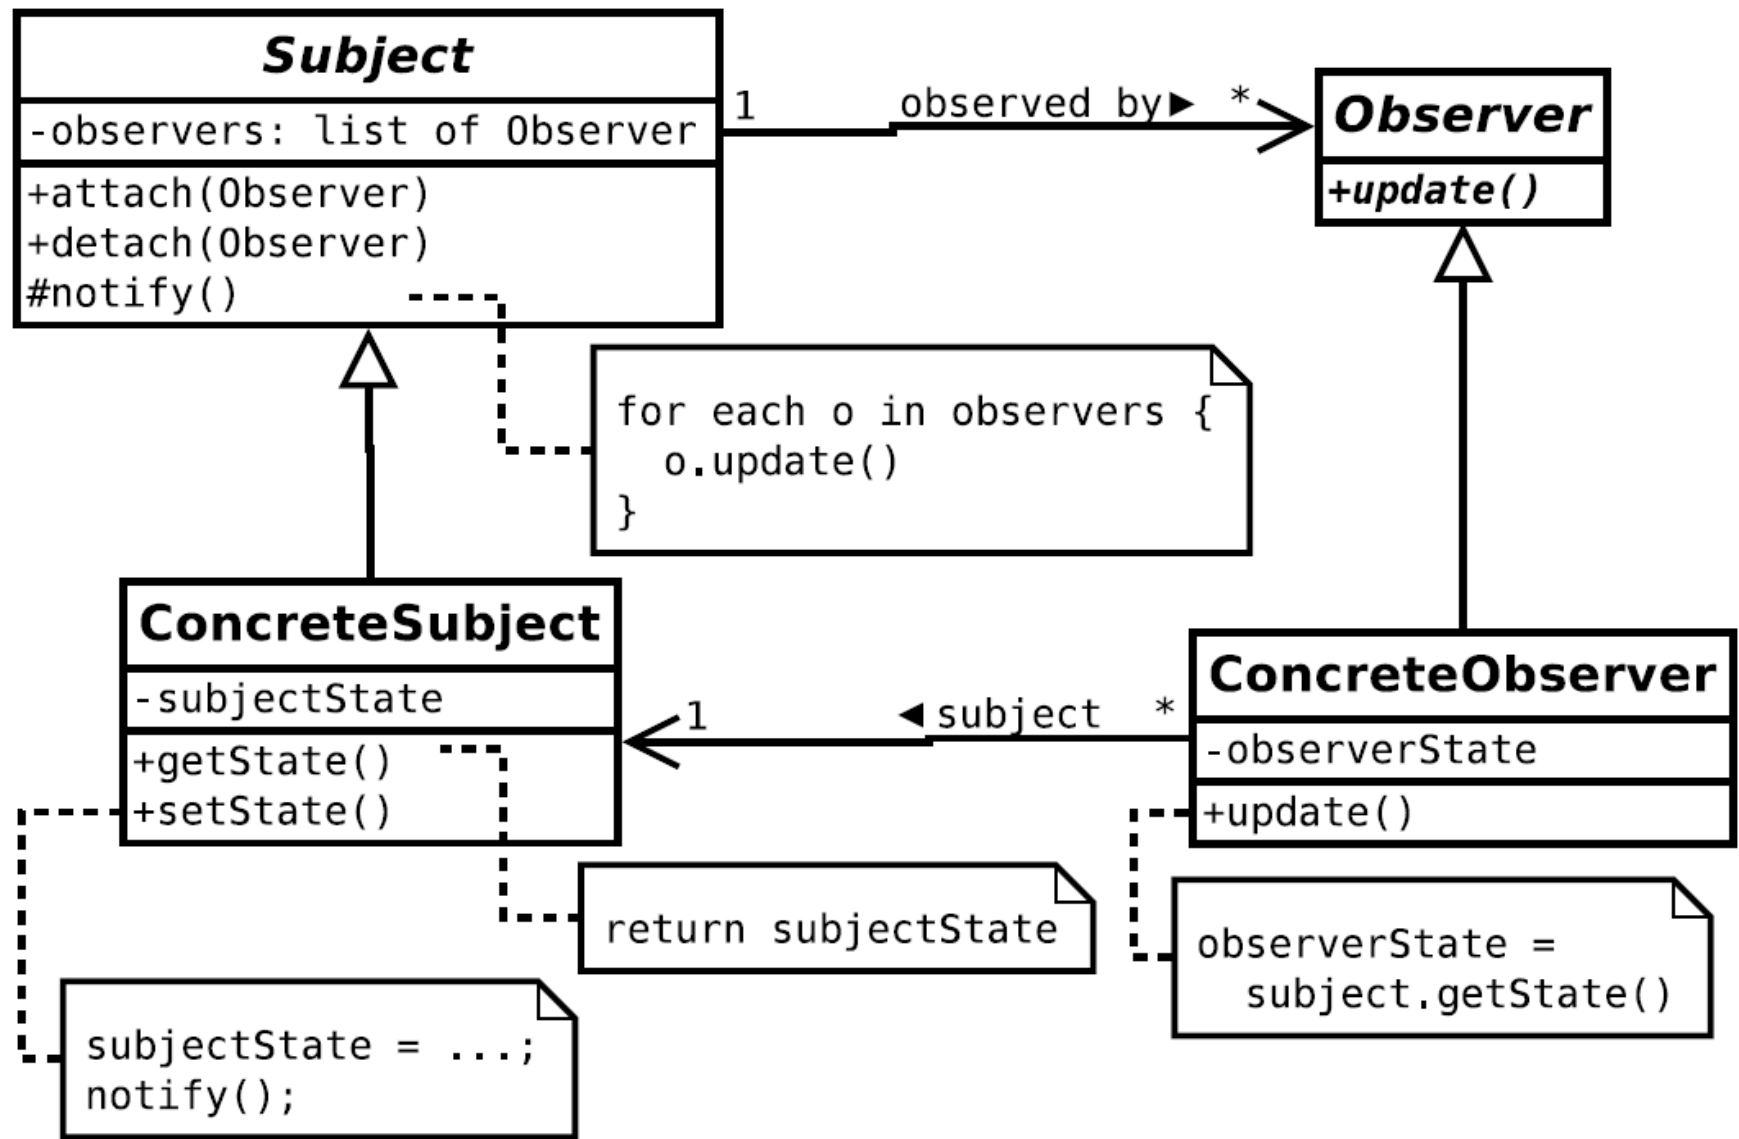 Subject
-observers: list of Observer
+attach(Observer)
+detach(Observer)
#notify()
1
observed by▶
*
Observer
+update()
for each o in observers {
  o.update()
}
ConcreteSubject
-subjectState
+getState()
+setState()
1
◀subject
*
ConcreteObserver
-observerState
+update()
return subjectState
observerState =
  subject.getState()
subjectState = ...;
notify();